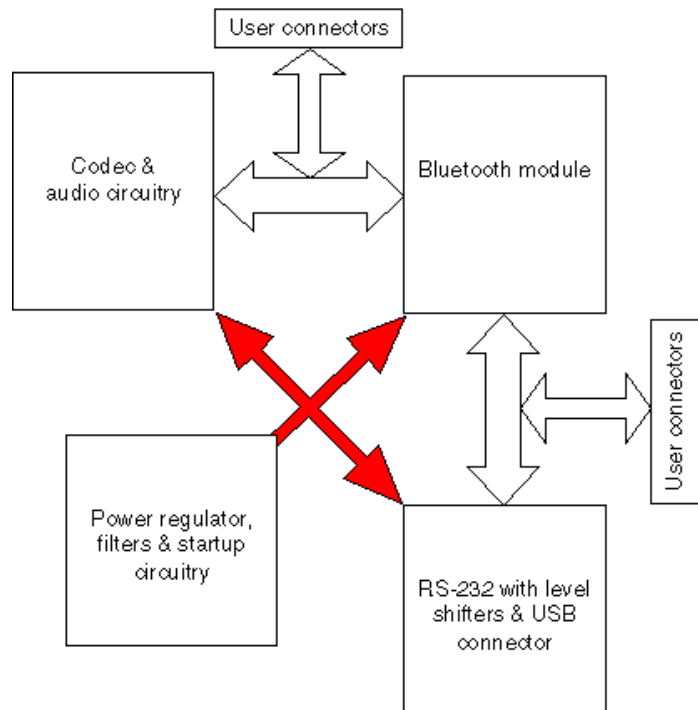 User connectors
Codec &
audio circuitry
Bluetooth module
User connectors
Power regulator,
filters & startup
circuitry
RS-232 with level
shifters & USB
connector